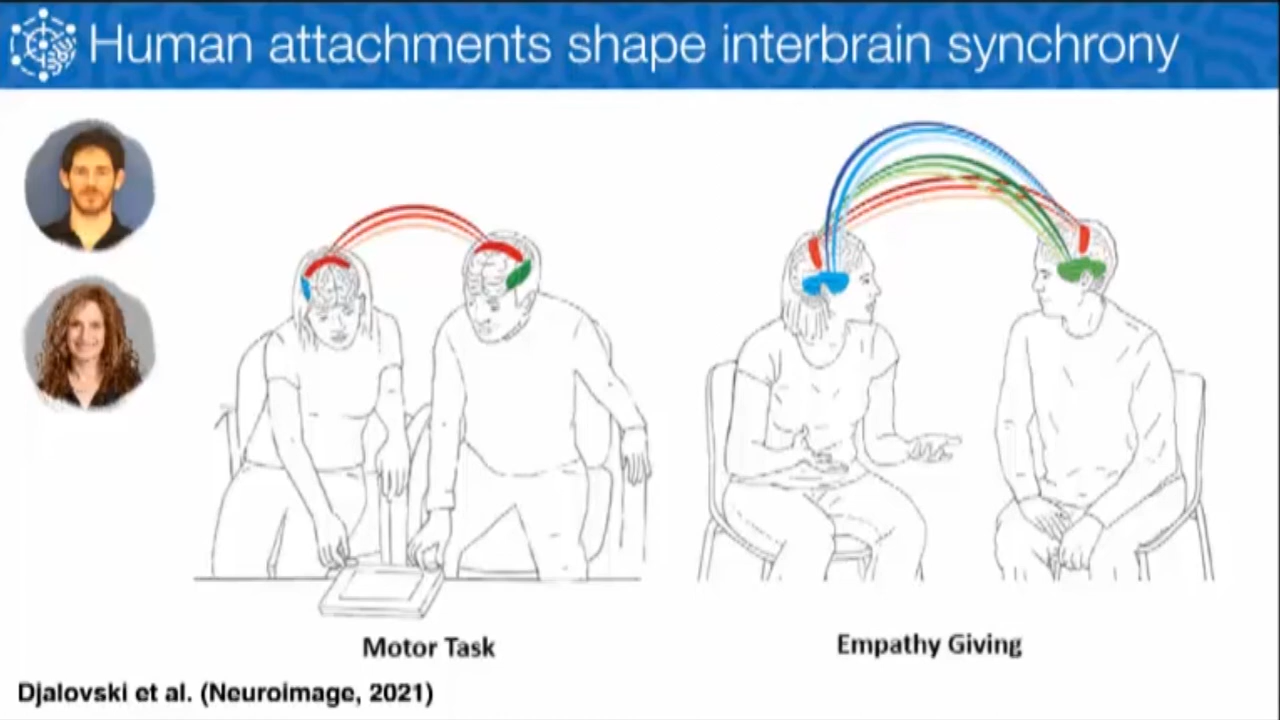 Human attachments shape interbrain synchrony
Motor Task
Empathy Giving
Djalovski et al. (Neuroimage, 2021)